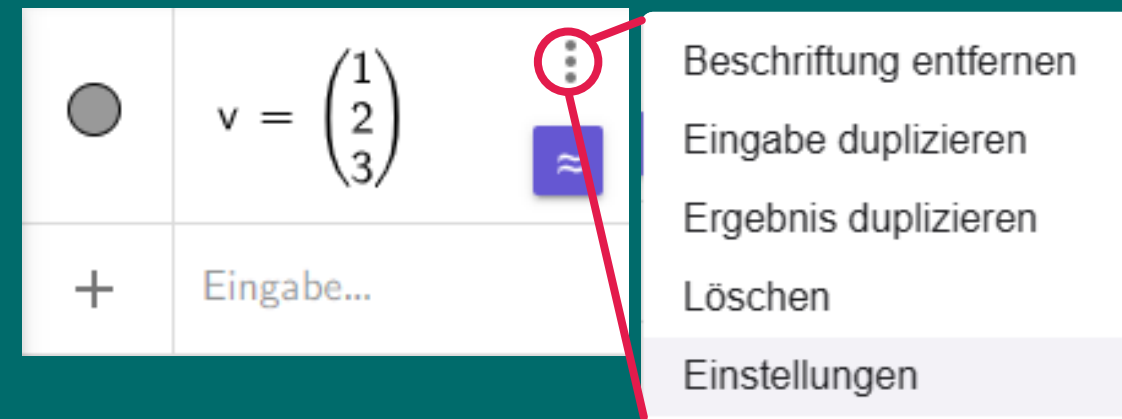 v = (1
2
3)
≈
+ Eingabe...
Beschriftung entfernen
Eingabe duplizieren
Ergebnis duplizieren
Löschen
Einstellungen